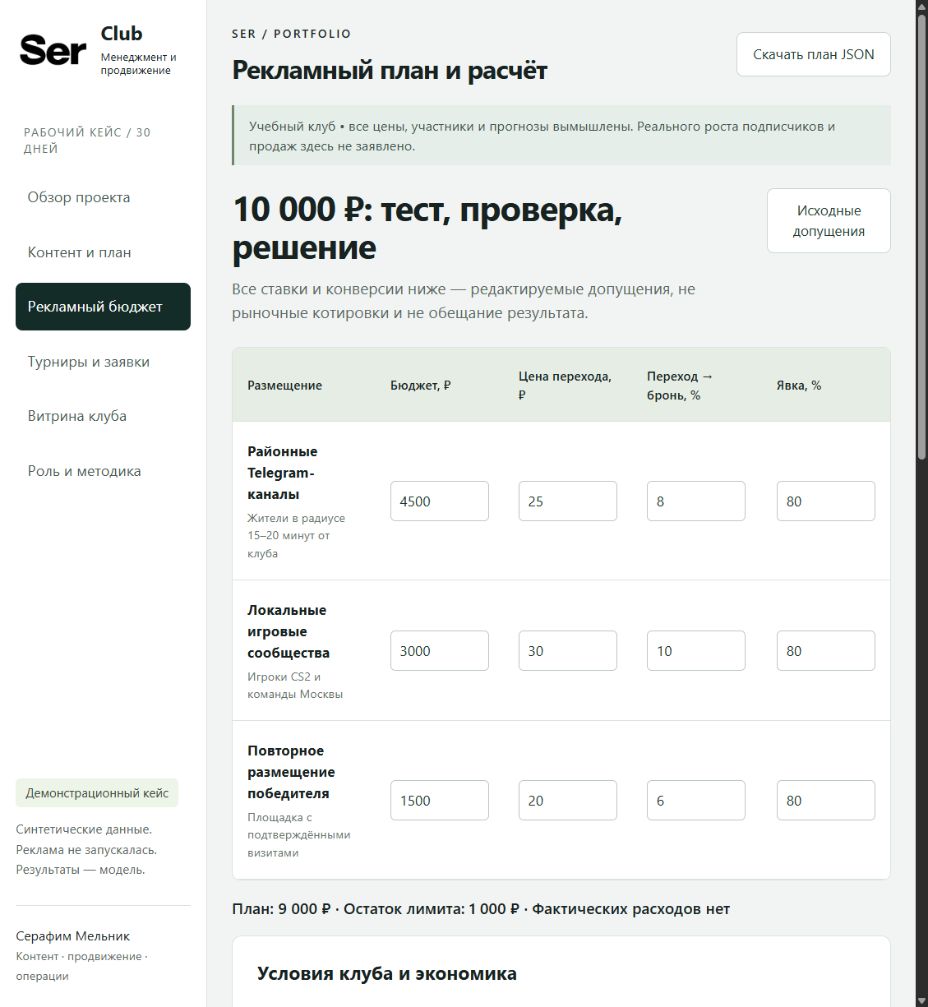 Ser
Club
Менеджмент и
продвижение
РАБОЧИЙ КЕЙС / 30
ДНЕЙ
Обзор проекта
Контент и план
Рекламный бюджет
Турниры и заявки
Витрина клуба
Роль и методика
Демонстрационный кейс
Синтетические данные.
Реклама не запускалась.
Результаты — модель.
Серафим Мельник
Контент · продвижение ·
операции
SER / PORTFOLIO
Рекламный план и расчёт
Скачать план JSON
Учебный клуб • все цены, участники и прогнозы вымышлены. Реального роста подписчиков и
продаж здесь не заявлено.
10 000 ₽: тест, проверка,
решение
Исходные
допущения
Все ставки и конверсии ниже — редактируемые допущения, не
рыночные котировки и не обещание результата.
Размещение
Бюджет, ₽
Цена перехода,
₽
Переход →
бронь, %
Явка, %
Районные
Telegram-
каналы
Жители в радиусе
15–20 минут от
клуба
4500
25
8
80
Локальные
игровые
сообщества
Игроки CS2 и
команды Москвы
3000
30
10
80
Повторное
размещение
победителя
Площадка с
подтверждёнными
визитами
1500
20
6
80
План: 9 000 ₽ · Остаток лимита: 1 000 ₽ · Фактических расходов нет
Условия клуба и экономика